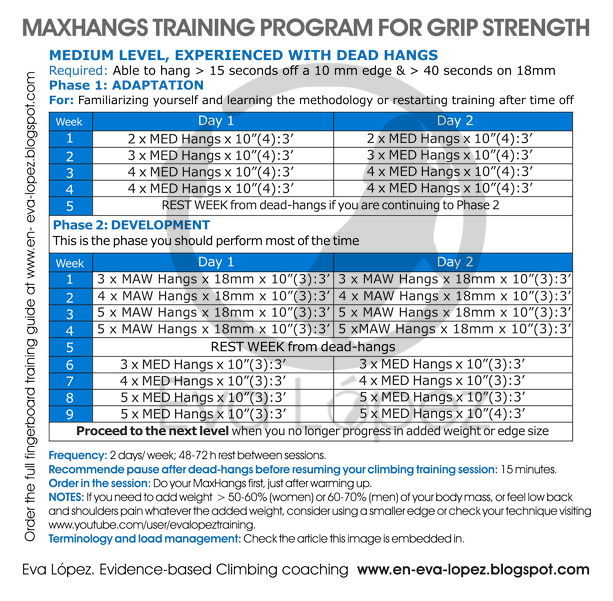 MAXHANGS TRAINING PROGRAM FOR GRIP STRENGTH
MEDIUM LEVEL, EXPERIENCED WITH DEAD HANGS
Required: Able to hang > 15 seconds off a 10 mm edge & > 40 seconds on 18mm
Phase 1: ADAPTATION
For: Familiarizing yourself and learning the methodology or restarting training after time off
Week Day 1 Day 2
1 2 x MED Hangs x 10”(4):3’ 2 x MED Hangs x 10”(4):3’
2 3 x MED Hangs x 10”(4):3’ 3 x MED Hangs x 10”(4):3’
3 4 x MED Hangs x 10”(4):3’ 4 x MED Hangs x 10”(4):3’
4 4 x MED Hangs x 10”(4):3’ 4 x MED Hangs x 10”(4):3’
5 REST WEEK from dead-hangs if you are continuing to Phase 2
Phase 2: DEVELOPMENT
This is the phase you should perform most of the time
Week Day 1 Day 2
1 3 x MAW Hangs x 18mm x 10”(3):3’ 3 x MAW Hangs x 18mm x 10”(3):3’
2 4 x MAW Hangs x 18mm x 10”(3):3’ 4 x MAW Hangs x 18mm x 10”(3):3’
3 5 x MAW Hangs x 18mm x 10”(3):3’ 5 x MAW Hangs x 18mm x 10”(3):3’
4 5 x MAW Hangs x 18mm x 10”(3):3’ 5 xMAW Hangs x 18mm x 10”(3):3’
5 REST WEEK from dead-hangs
6 3 x MED Hangs x 10”(3):3’ 3 x MED Hangs x 10”(3):3’
7 4 x MED Hangs x 10”(3):3’ 4 x MED Hangs x 10”(3):3’
8 5 x MED Hangs x 10”(3):3’ 5 x MED Hangs x 10”(3):3’
9 5 x MED Hangs x 10”(3):3’ 5 x MED Hangs x 10”(4):3’
Proceed to the next level when you no longer progress in added weight or edge size
Frequency: 2 days/ week; 48-72 h rest between sessions.
Recommende pause after dead-hangs before resuming your climbing training session: 15 minutes.
Order in the session: Do your MaxHangs first, just after warming up.
NOTES: If you need to add weight > 50-60% (women) or 60-70% (men) of your body mass, or feel low back
and shoulders pain whatever the added weight, consider using a smaller edge or check your technique visiting
www.youtube.com/user/evalopeztraining.
Terminology and load management: Check the article this image is embedded in.
Eva López. Evidence-based Climbing coaching www.en-eva-lopez.blogspot.com
Order the full fingerboard training guide at www.en- eva-lopez.blogspot.com
Eva López